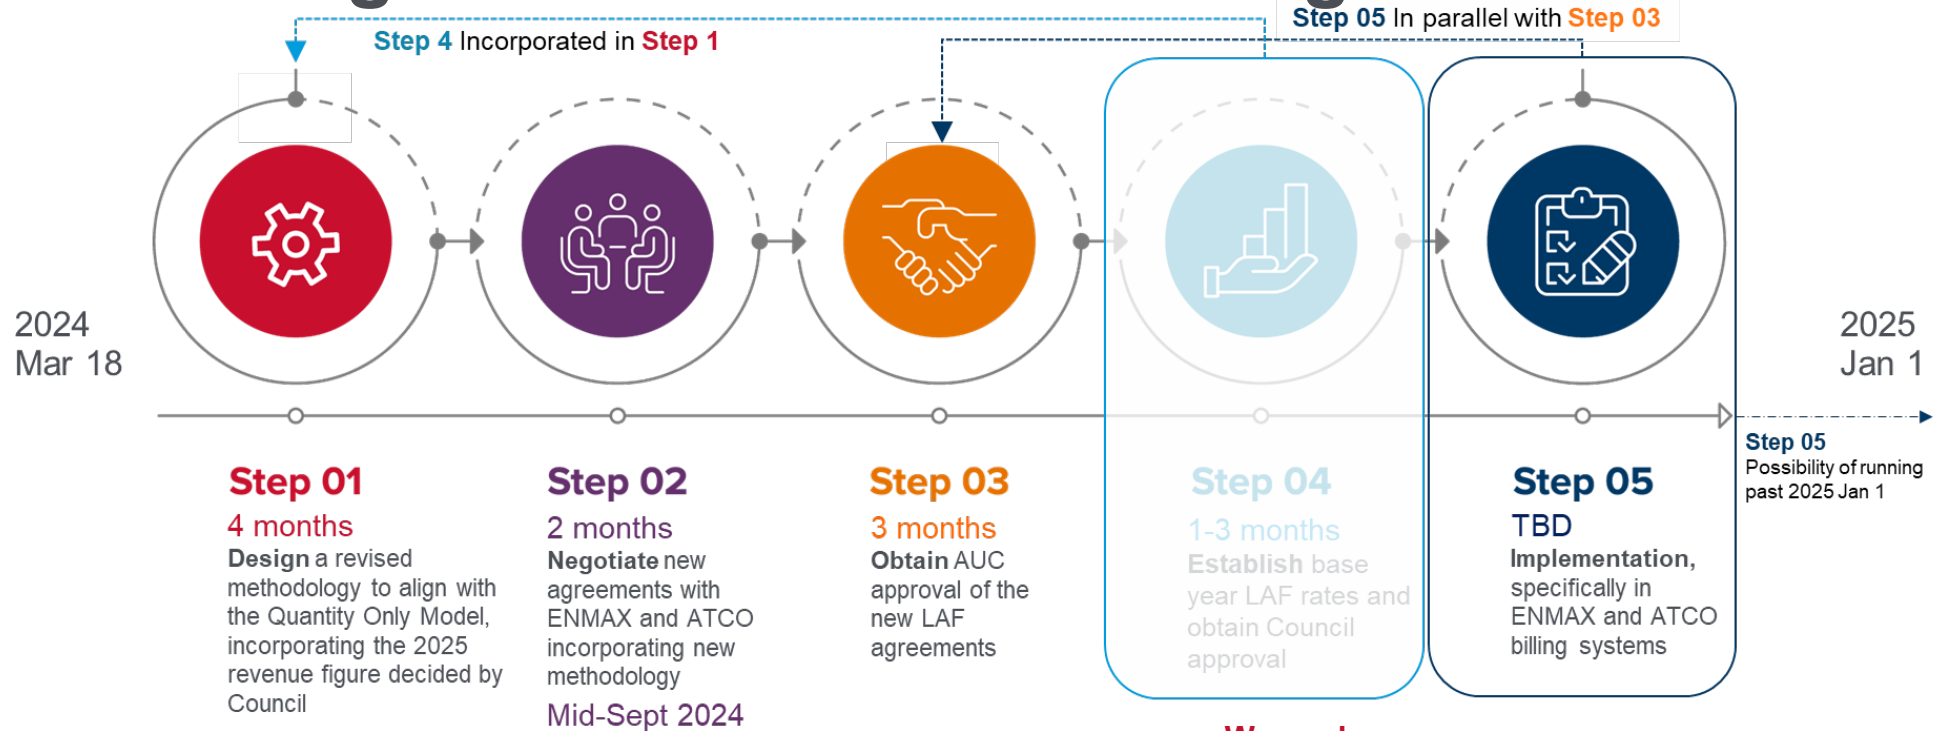 Step 05 In parallel with Step 03
Step 4 Incorporated in Step 1
2024
Mar 18
2025
Jan 1
Step 01
4 months
Design a revised
methodology to align with
the Quantity Only Model,
incorporating the 2025
revenue figure decided by
Council
Step 02
2 months
Negotiate new
agreements with
ENMAX and ATCO
incorporating new
methodology
Mid-Sept 2024
Step 03
3 months
Obtain AUC
approval of the
new LAF
agreements
Step 04
1-3 months
Establish base
year LAF rates and
obtain Council
approval
Step 05
TBD
Implementation,
specifically in
ENMAX and ATCO
billing systems
Step 05
Possibility of running
past 2025 Jan 1